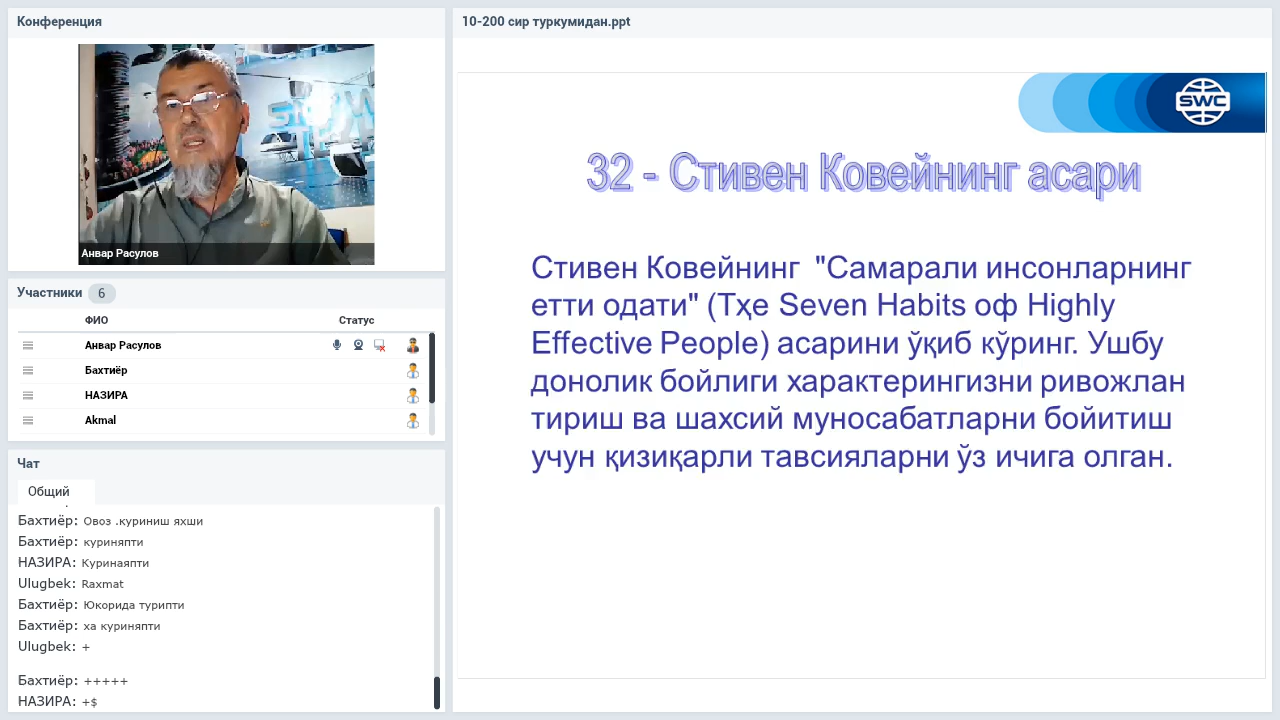 Конференция
Анвар Расулов
Участники 6
ФИО Статус
Анвар Расулов
Бахтиёр
НАЗИРА
Akmal
Чат
Общий
Бахтиёр: Овоз .куриниш яхши
Бахтиёр: куриняпти
НАЗИРА: Куринаяпти
Ulugbek: Raxmat
Бахтиёр: Юкорида турипти
Бахтиёр: ха куриняпти
Ulugbek: +
Бахтиёр: +++++
НАЗИРА: +$
10-200 сир туркумидан.ppt
SWC
32 - Стивен Ковейнинг асари
Стивен Ковейнинг "Самарали инсонларнинг
етти одати" (Тҳе Seven Habits оф Highly
Effective People) асарини ўқиб кўринг. Ушбу
донолик бойлиги характерингизни ривожлан
тириш ва шахсий муносабатларни бойитиш
учун қизиқарли тавсияларни ўз ичига олган.